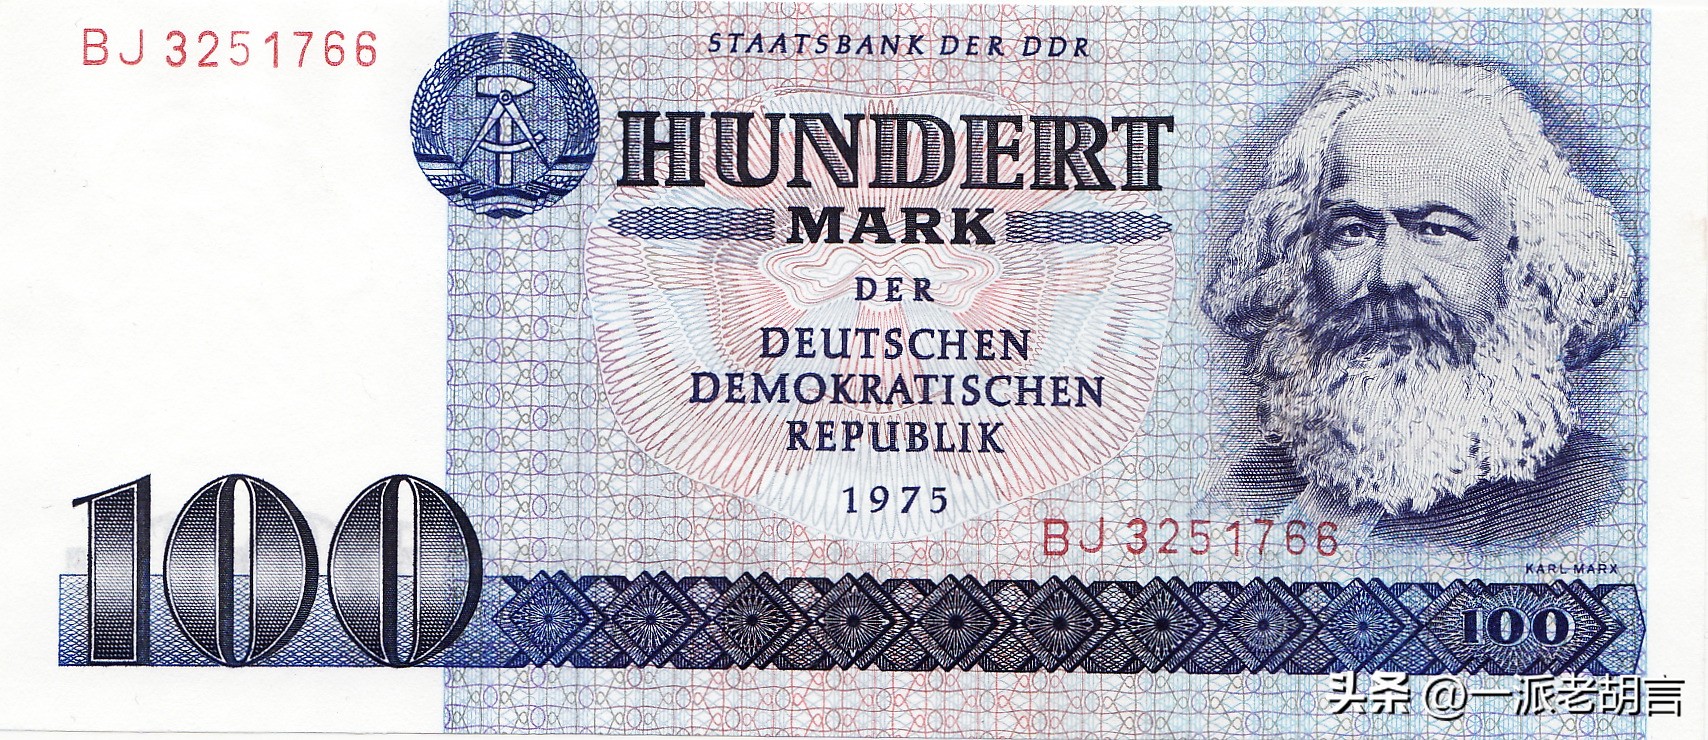 BJ 3251766
STAATSBANK DER DDR
HUNDERT
MARK
DER
DEUTSCHEN
DEMOKRATISCHEN
REPUBLIK
1975
BJ 3251766
KARL MARX
100
100
头条 @一派老胡言